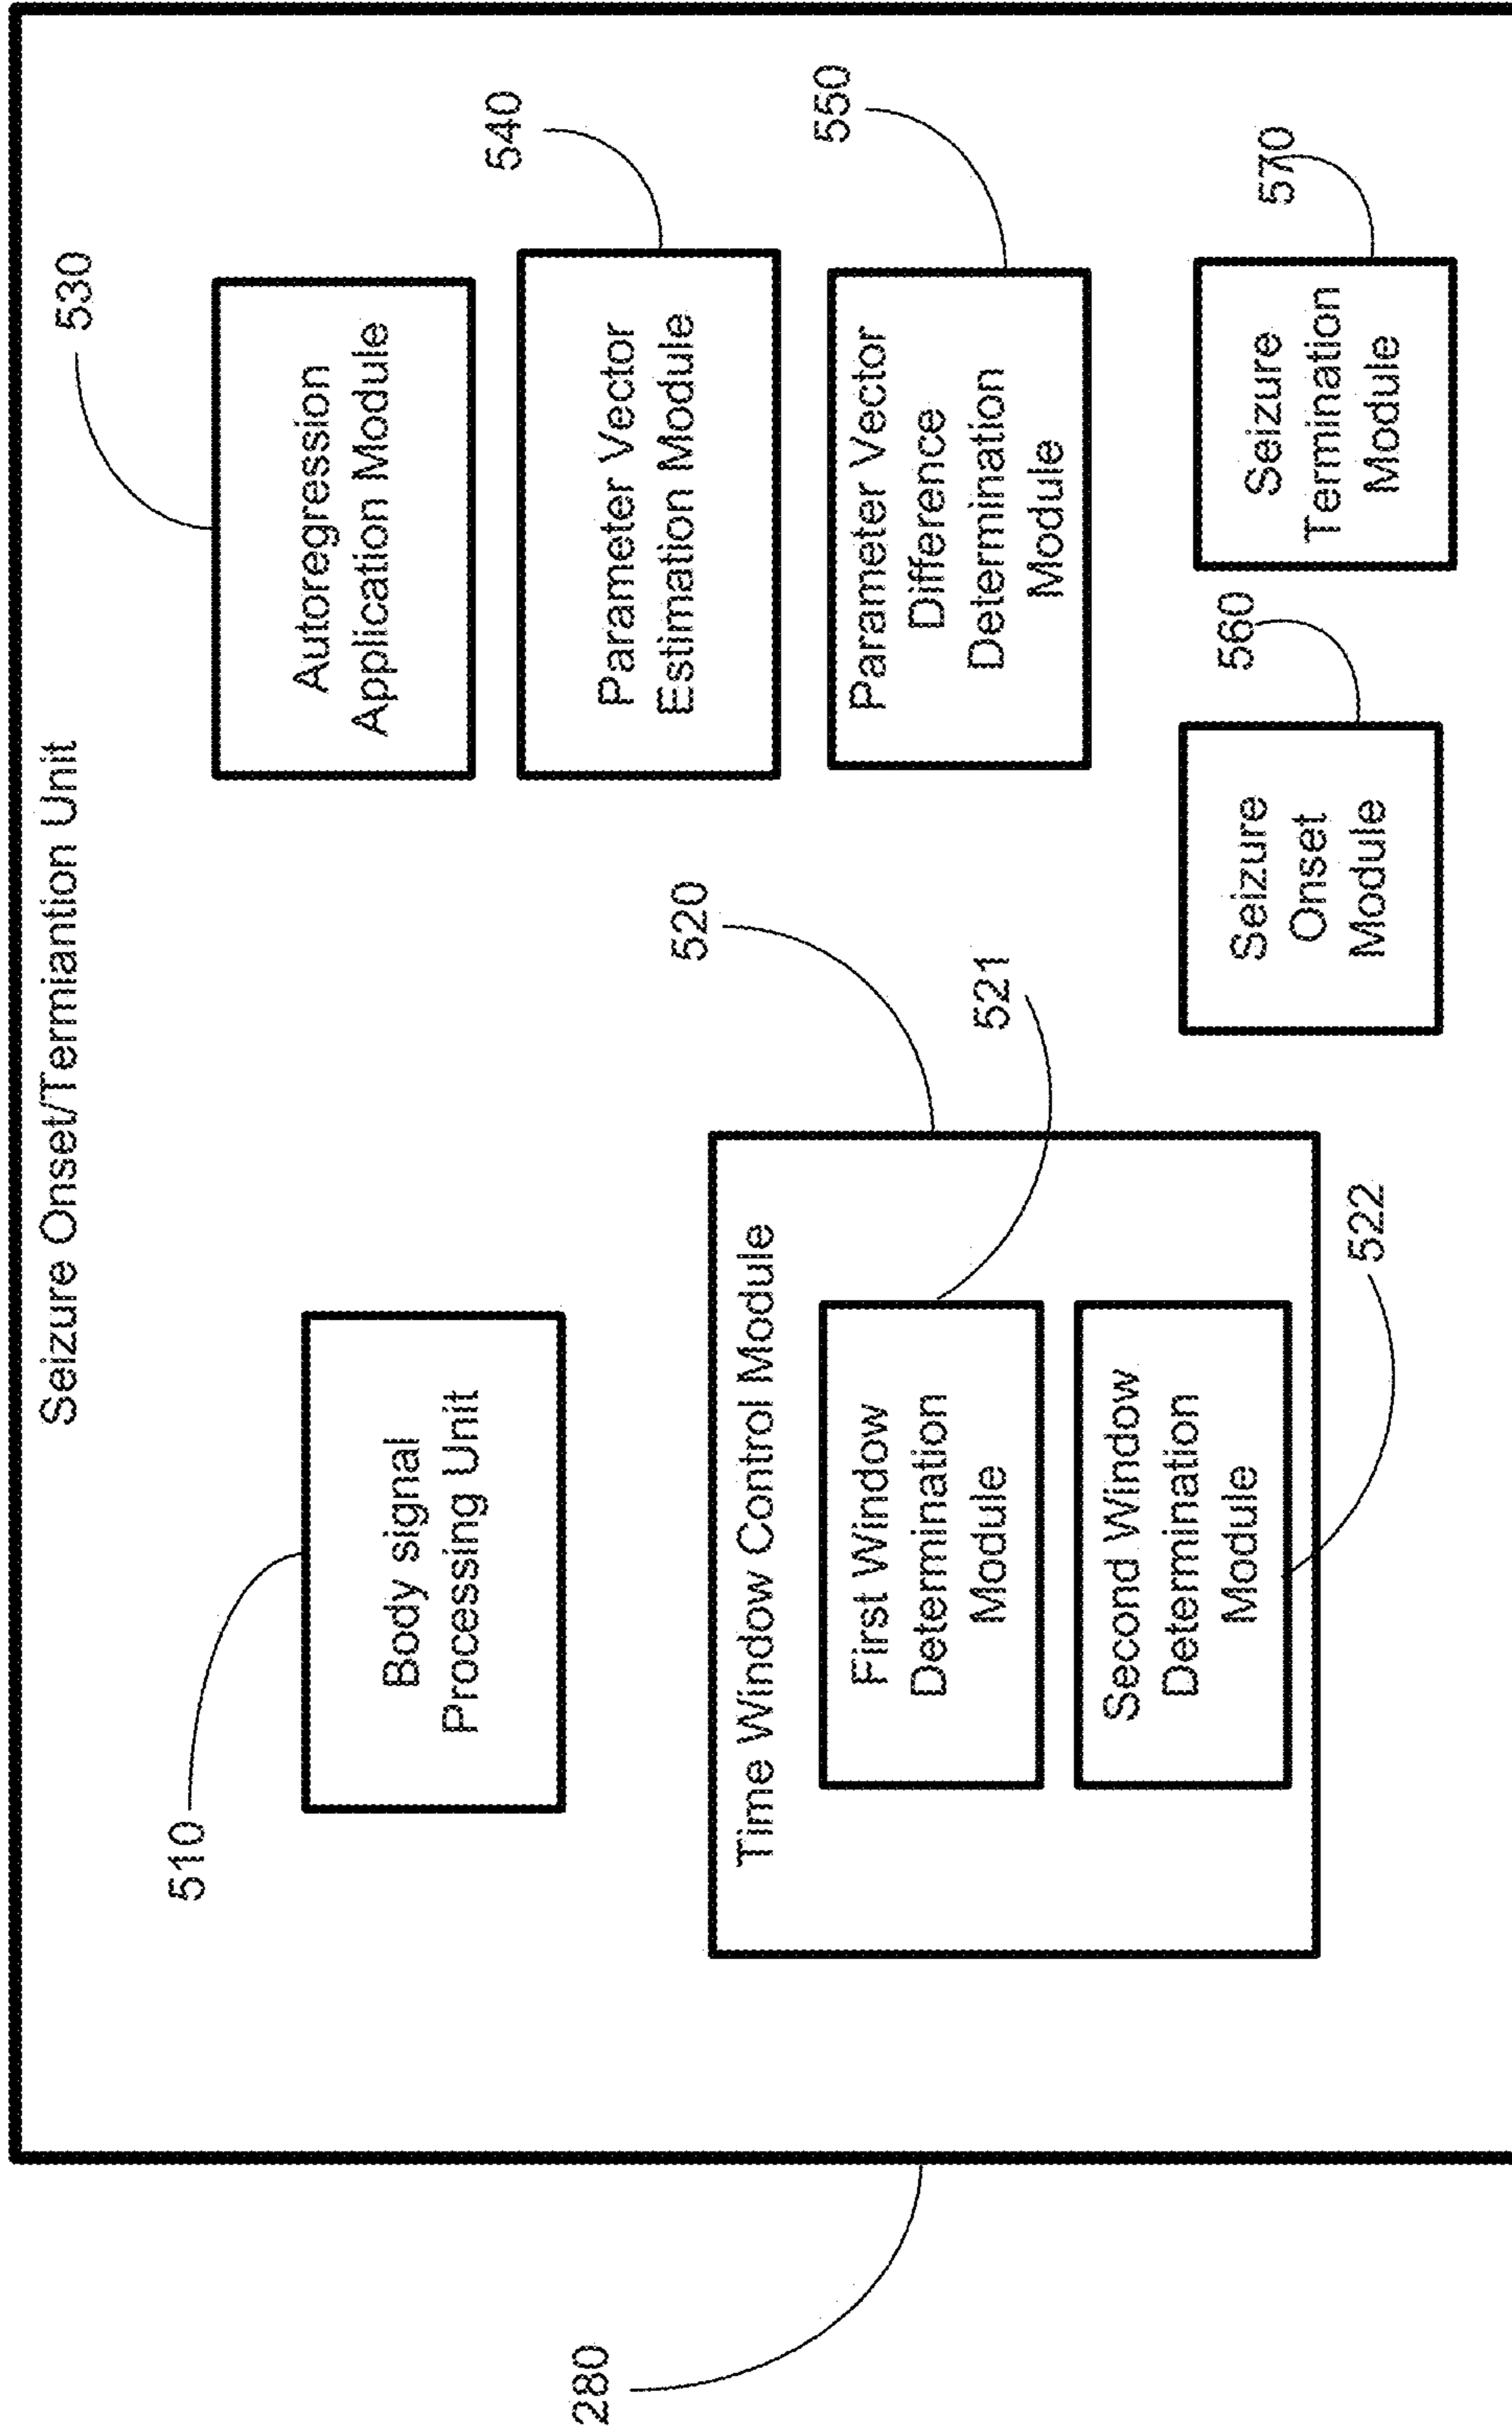 Seizure Onset/Termiantion Unit
510
Body signal
Processing Unit
530
Autoregression
Application Module
540
Parameter Vector
Estimation Module
520
Time Window Control Module
521
First Window
Determination
Module
522
Second Window
Determination
Module
550
Parameter Vector
Difference
Determination
Module
560
Seizure
Onset
Module
570
Seizure
Termination
Module
280